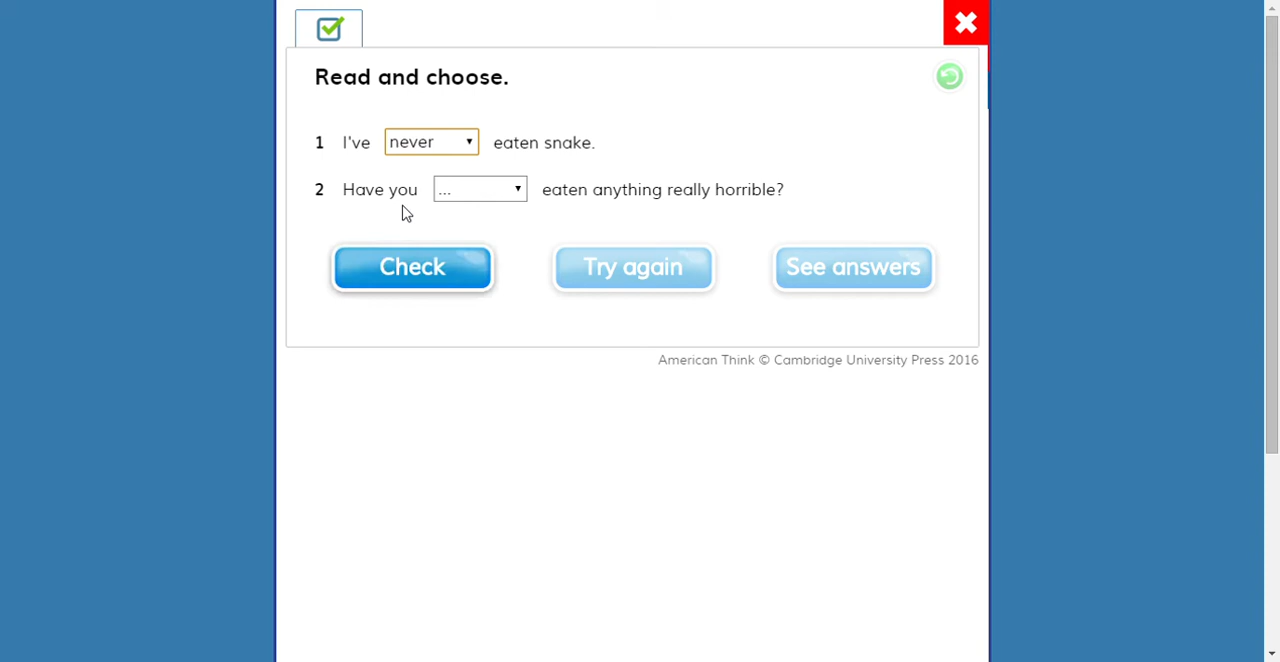 Read and choose.
1 I've never eaten snake.
2 Have you ... eaten anything really horrible?
Check Try again See answers
American Think © Cambridge University Press 2016